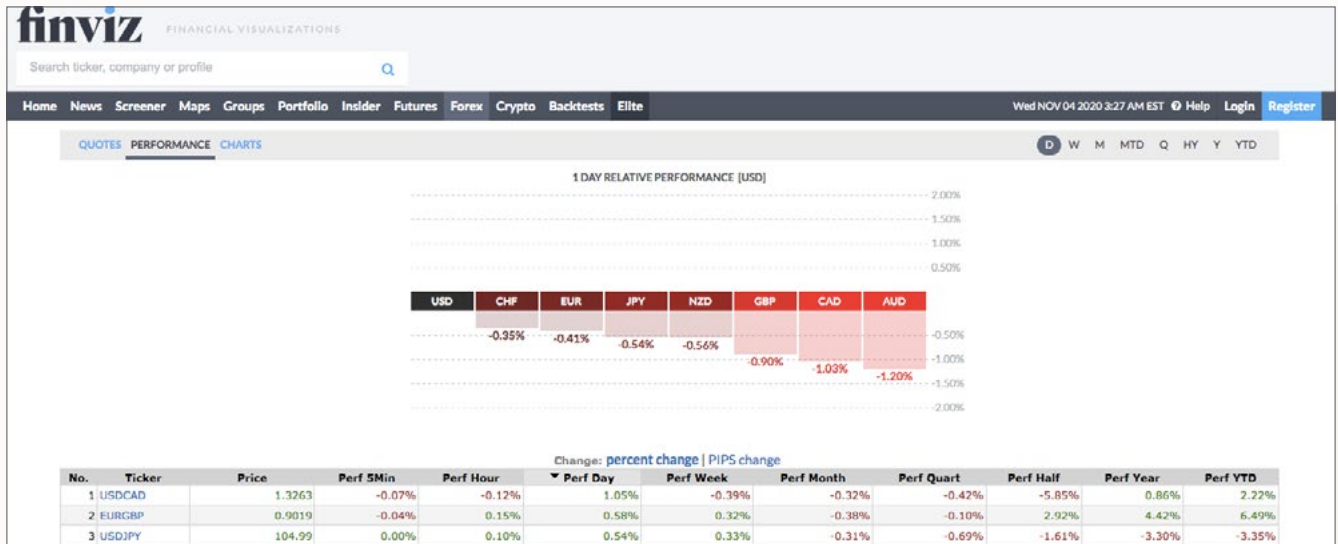 finviz FINANCIAL VISUALIZATIONS
Search ticker, company or profile
Home News Screener Maps Groups Portfolio Insider Futures Forex Crypto Backtests Elite Wed NOV 04 2020 3:27 AM EST Help Login Register
QUOTES PERFORMANCE CHARTS D W M MTD Q HY Y YTD
1 DAY RELATIVE PERFORMANCE [USD]
2.00%
1.50%
1.00%
0.50%
USD CHF EUR JPY NZD GBP CAD AUD
-0.35% -0.41% -0.54% -0.56% -0.90% -1.03% -1.20%
-0.50%
-1.00%
-1.50%
-2.00%
Change: percent change | PIPS change
No. Ticker Price Perf 5Min Perf Hour Perf Day Perf Week Perf Month Perf Quart Perf Half Perf Year Perf YTD
1 USDCAD 1.3263 -0.07% -0.12% 1.05% -0.39% -0.32% -0.42% -5.85% 0.86% 2.22%
2 EURGBP 0.9019 -0.04% 0.15% 0.58% 0.32% -0.38% -0.10% 2.92% 4.42% 6.49%
3 USDJPY 104.99 0.00% 0.10% 0.54% 0.33% -0.31% -0.69% -1.61% -3.30% -3.35%